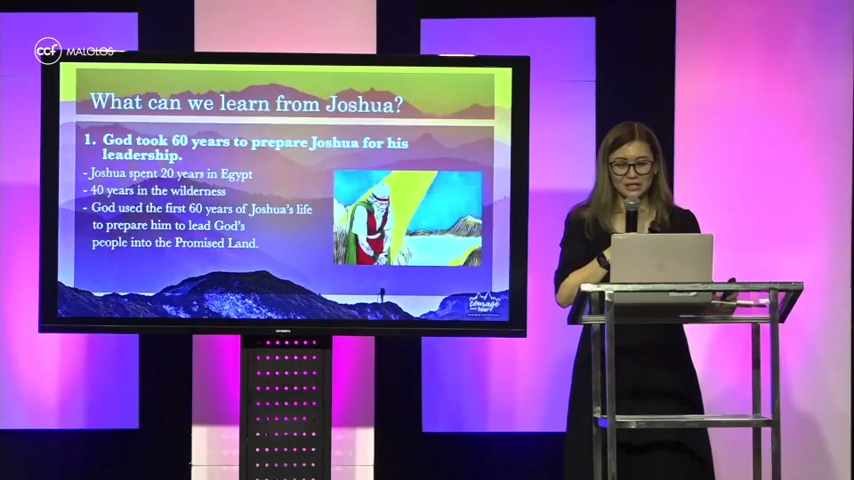 ccf MALOLOS
What can we learn from Joshua?
1. God took 60 years to prepare Joshua for his
leadership.
- Joshua spent 20 years in Egypt
- 40 years in the wilderness
- God used the first 60 years of Joshua's life
to prepare him to lead God's
people into the Promised Land.
courage